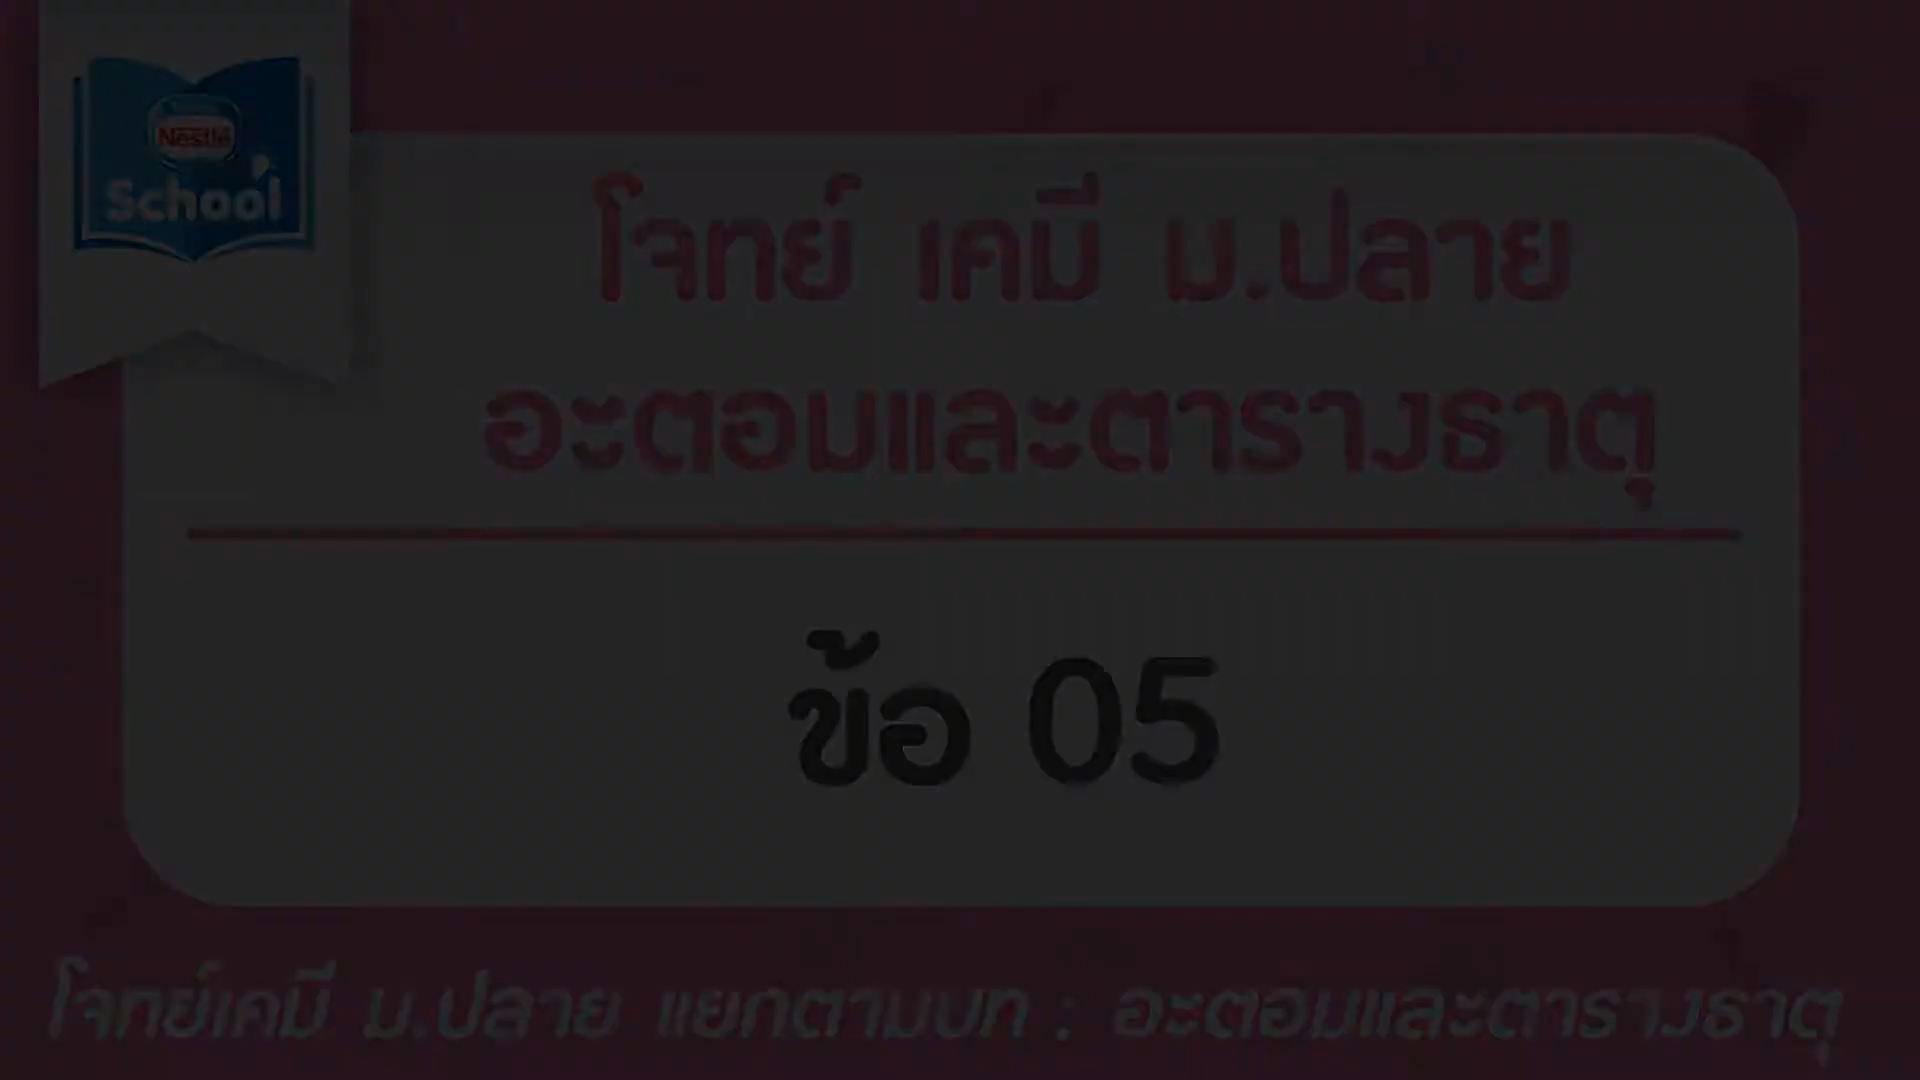 Nestlé
School
โจทย์ เคมี ม.ปลาย
อะตอมและตารางธาตุ
ข้อ 05
โจทย์เคมี ม.ปลาย แยกตามบท : อะตอมและตารางธาตุ